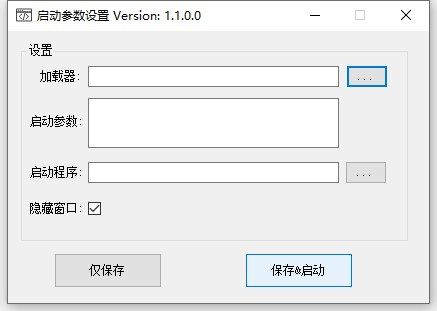 启动参数设置 Version: 1.1.0.0
设置
加载器:
...
启动参数:
启动程序:
...
隐藏窗口:
仅保存
保存&启动